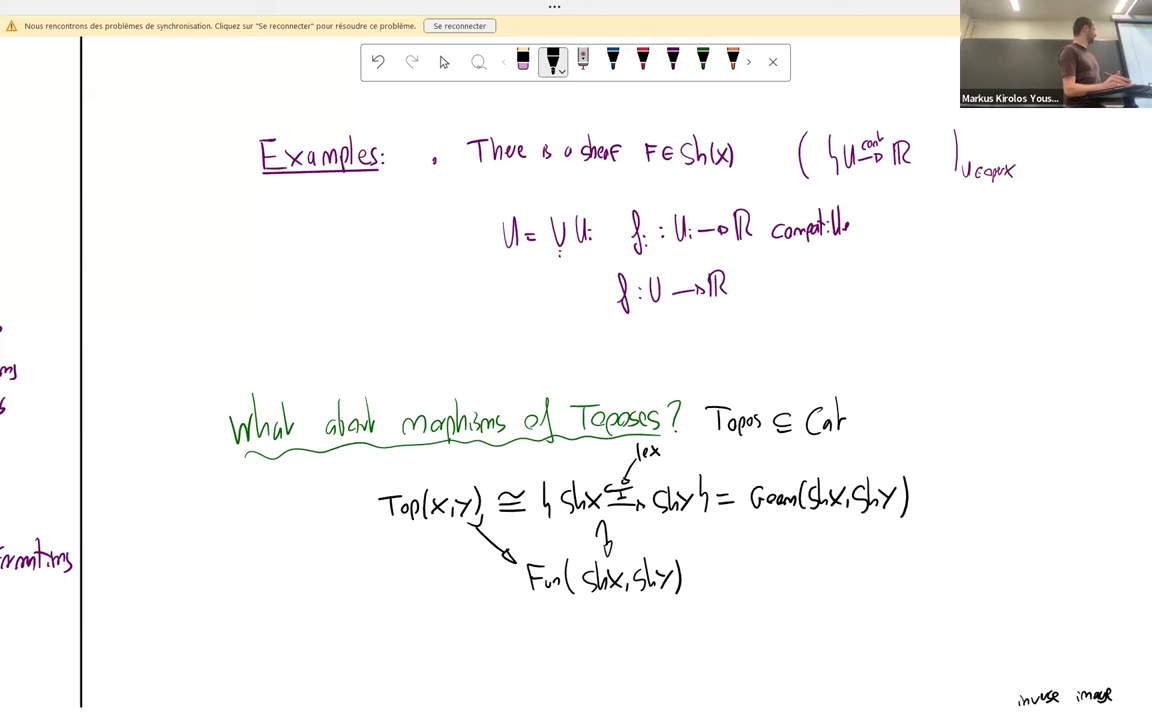 Nous rencontrons des problèmes de synchronisation. Cliquez sur "Se reconnecter" pour résoudre ce problème. Se reconnecter
Markus Kirolos Yous...
Examples: . There is a sheaf F ∈ Sh(X) ( { U cont→ ℝ )U∈openX
U = ∪i Ui fi : Ui → ℝ compatible
f : U → ℝ
What about morphisms of Toposes? Topos ⊆ Cat
lex
Top(X,Y) ≅ { ShX ⇆ ShY } = Geom(ShX, ShY)
Fun(ShX, ShY)
inverse image